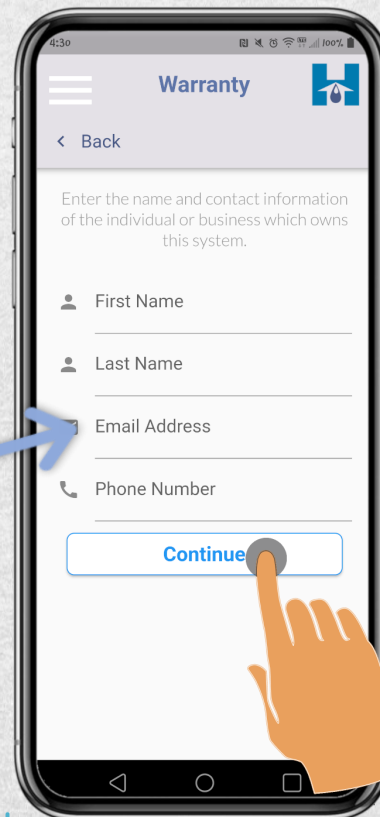 4:30 100%
Warranty
< Back
Enter the name and contact information
of the individual or business which owns
this system.
First Name
Last Name
Email Address
Phone Number
Continue